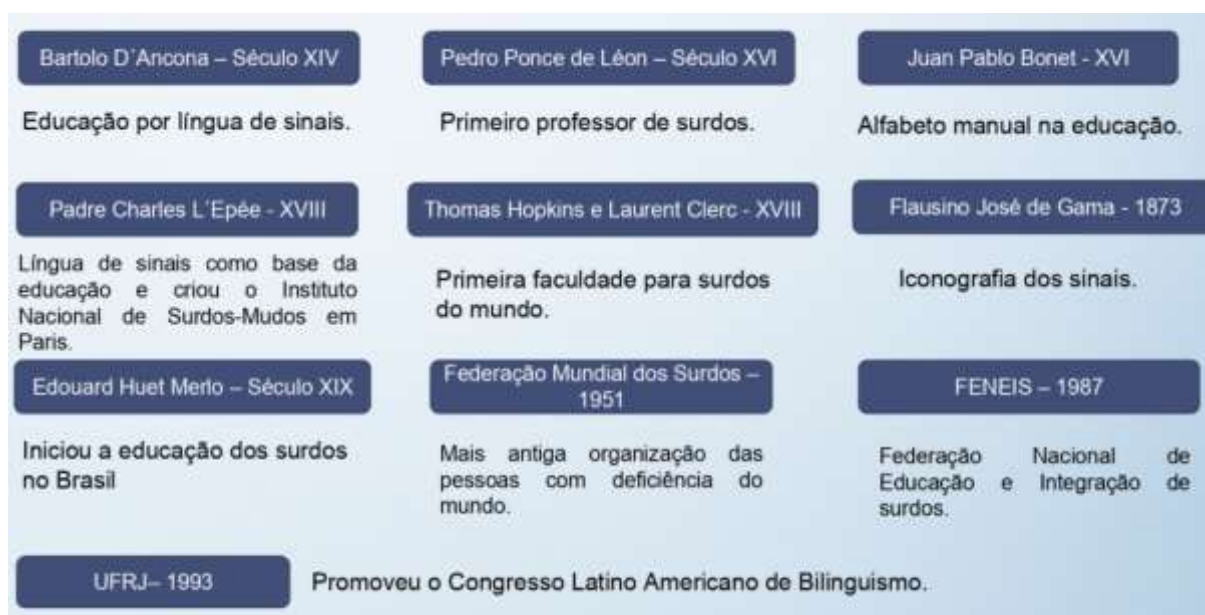 Bartolo D´Ancona – Século XIV
Educação por língua de sinais.
Pedro Ponce de Léon – Século XVI
Primeiro professor de surdos.
Juan Pablo Bonet - XVI
Alfabeto manual na educação.
Padre Charles L´Epée - XVIII
Língua de sinais como base da
educação e criou o Instituto
Nacional de Surdos-Mudos em
Paris.
Thomas Hopkins e Laurent Clerc - XVIII
Primeira faculdade para surdos
do mundo.
Flausino José de Gama - 1873
Iconografia dos sinais.
Edouard Huet Merlo – Século XIX
Iniciou a educação dos surdos
no Brasil
Federação Mundial dos Surdos –
1951
Mais antiga organização das
pessoas com deficiência do
mundo.
FENEIS – 1987
Federação Nacional de
Educação e Integração de
surdos.
UFRJ– 1993
Promoveu o Congresso Latino Americano de Bilinguismo.